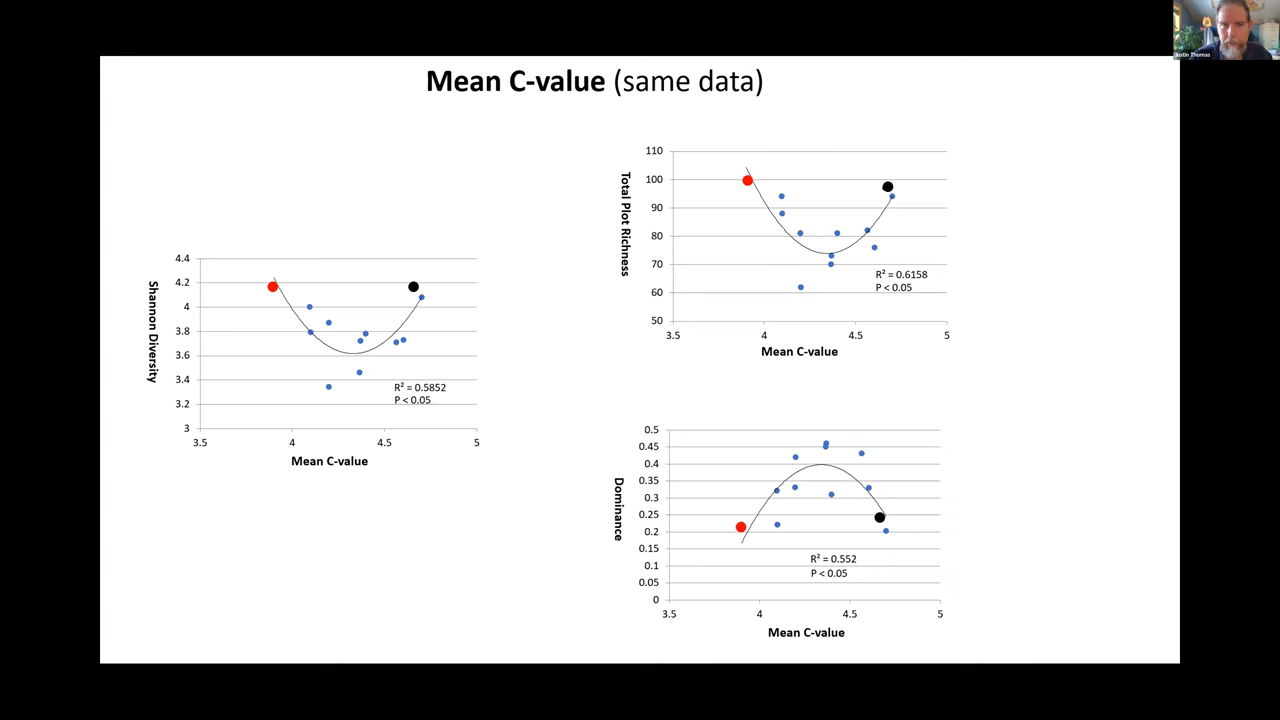 Mean C-value (same data)
Justin Thomas
Shannon Diversity
4.4
4.2
4
3.8
3.6
3.4
3.2
3
3.5 4 4.5 5
R² = 0.5852
P < 0.05
Mean C-value
Total Plot Richness
110
100
90
80
70
60
50
3.5 4 4.5 5
R² = 0.6158
P < 0.05
Mean C-value
Dominance
0.5
0.45
0.4
0.35
0.3
0.25
0.2
0.15
0.1
0.05
0
3.5 4 4.5 5
R² = 0.552
P < 0.05
Mean C-value